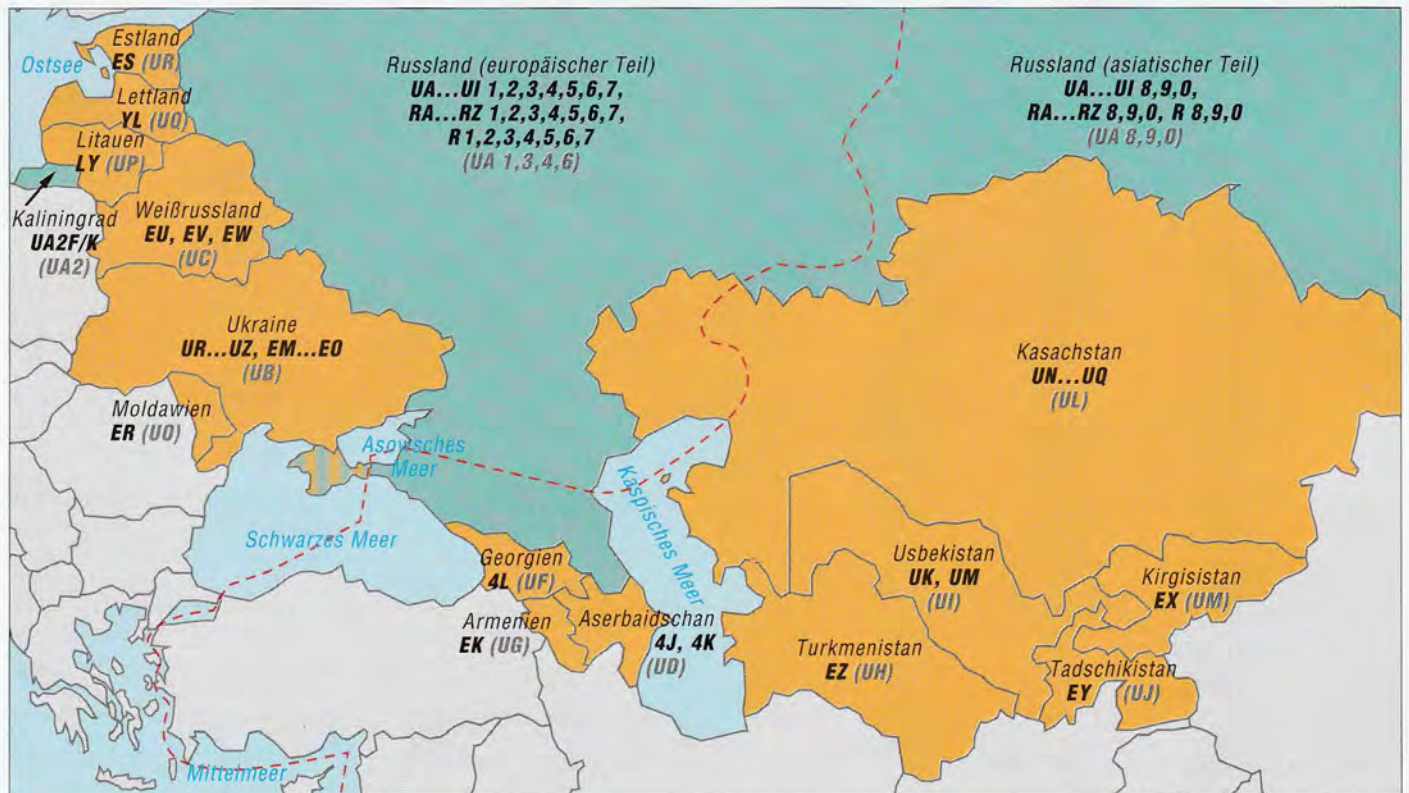 Estland
ES (UR)
Ostsee
Lettland
YL (UQ)
Litauen
LY (UP)
Kaliningrad
UA2F/K
(UA2)
Weißrussland
EU, EV, EW
(UC)
Russland (europäischer Teil)
UA...UI 1,2,3,4,5,6,7,
RA...RZ 1,2,3,4,5,6,7,
R 1,2,3,4,5,6,7
(UA 1,3,4,6)
Russland (asiatischer Teil)
UA...UI 8,9,0,
RA...RZ 8,9,0, R 8,9,0
(UA 8,9,0)
Ukraine
UR...UZ, EM...EO
(UB)
Moldawien
ER (UO)
Asowsches
Meer
Schwarzes Meer
Kaspisches Meer
Kasachstan
UN...UQ
(UL)
Georgien
4L (UF)
Armenien
EK (UG)
Aserbaidschan
4J, 4K
(UD)
Usbekistan
UK, UM
(UI)
Kirgisistan
EX (UM)
Turkmenistan
EZ (UH)
Tadschikistan
EY (UJ)
Mittelmeer